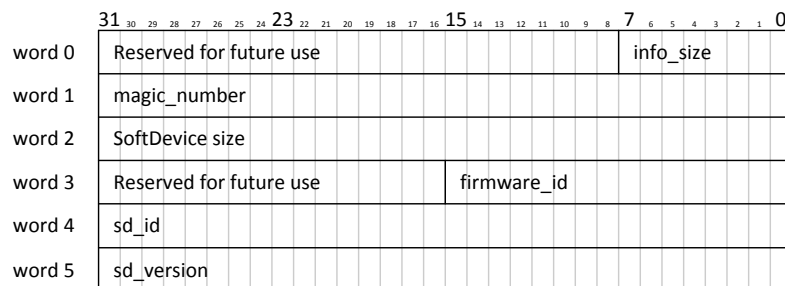 31 30 29 28 27 26 25 24 23 22 21 20 19 18 17 16 15 14 13 12 11 10 9 8 7 6 5 4 3 2 1 0
word 0 Reserved for future use info_size
word 1 magic_number
word 2 SoftDevice size
word 3 Reserved for future use firmware_id
word 4 sd_id
word 5 sd_version